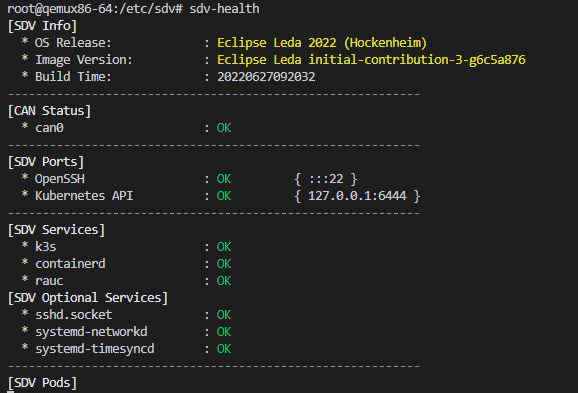 root@qemux86-64:/etc/sdv# sdv-health
[SDV Info]
  * OS Release:            : Eclipse Leda 2022 (Hockenheim)
  * Image Version:         : Eclipse Leda initial-contribution-3-g6c5a876
  * Build Time:            : 20220627092032
-----------------------------------------------------------
[CAN Status]
  * can0                   : OK
-----------------------------------------------------------
[SDV Ports]
  * OpenSSH                : OK         { :::22 }
  * Kubernetes API         : OK         { 127.0.0.1:6444 }
-----------------------------------------------------------
[SDV Services]
  * k3s                    : OK
  * containerd             : OK
  * rauc                   : OK
[SDV Optional Services]
  * sshd.socket            : OK
  * systemd-networkd       : OK
  * systemd-timesyncd      : OK
-----------------------------------------------------------
[SDV Pods]